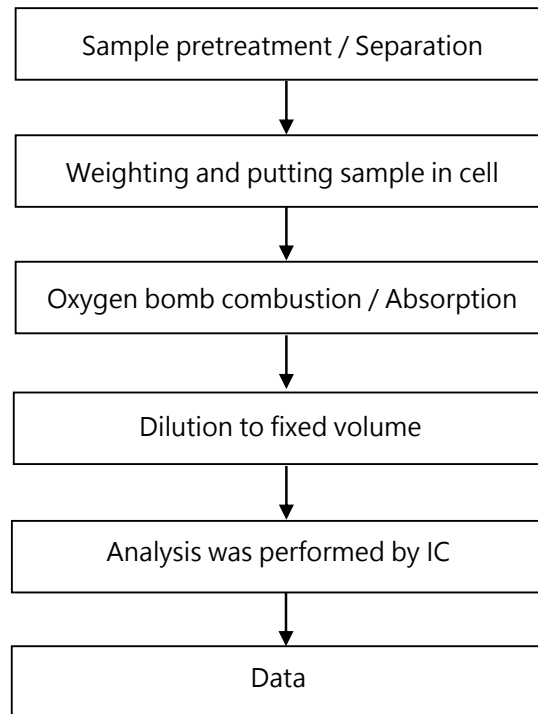 Sample pretreatment / Separation
Weighting and putting sample in cell
Oxygen bomb combustion / Absorption
Dilution to fixed volume
Analysis was performed by IC
Data